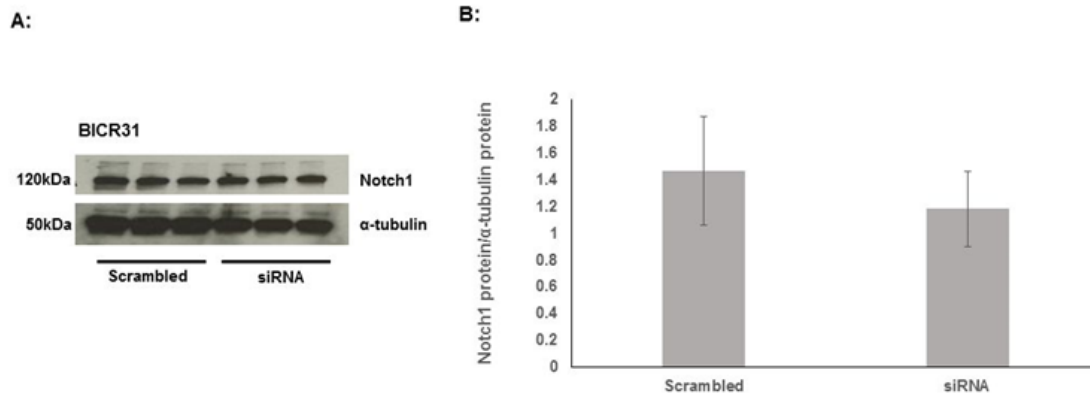 A:
BICR31
120kDa
Notch1
50kDa
α-tubulin
Scrambled
siRNA
B:
Notch1 protein/α-tubulin protein
2
1.8
1.6
1.4
1.2
1
0.8
0.6
0.4
0.2
0
Scrambled
siRNA